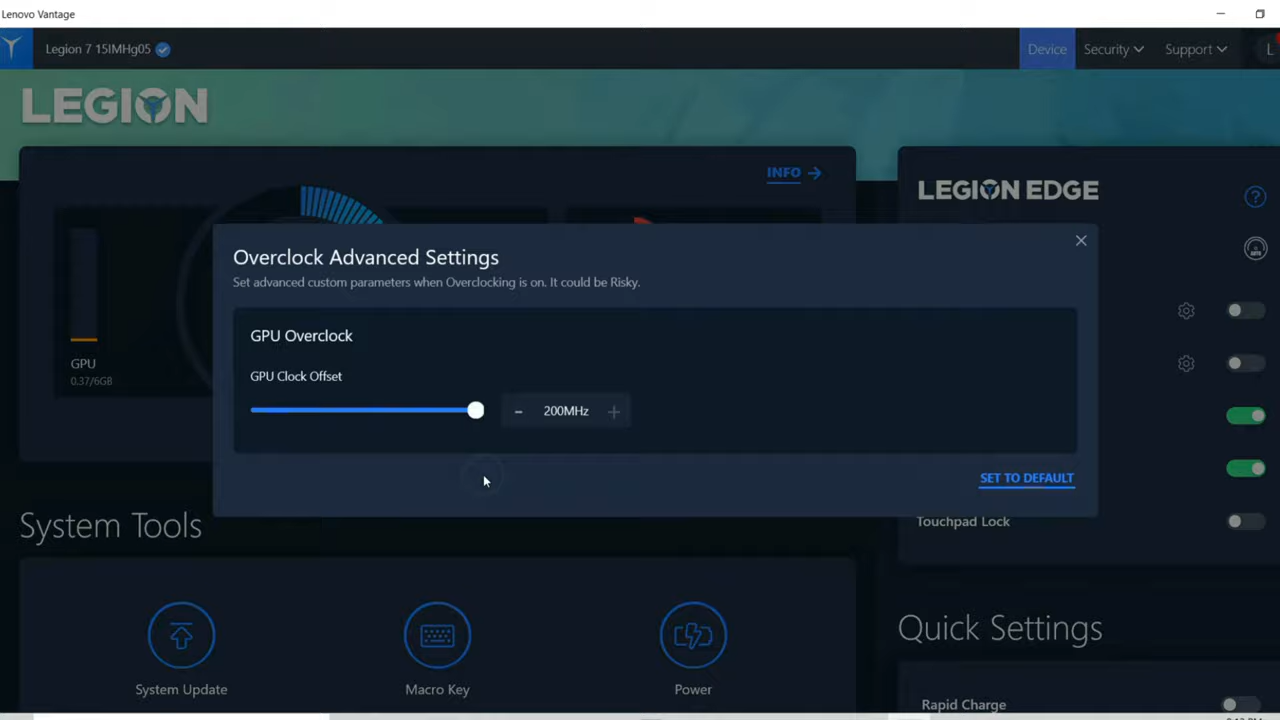 Lenovo Vantage
Legion 7 15IMHg05
Device
Security
Support
L
LEGION
INFO
LEGION EDGE
?
AUTO
Overclock Advanced Settings
Set advanced custom parameters when Overclocking is on. It could be Risky.
GPU Overclock
GPU Clock Offset
- 200MHz +
SET TO DEFAULT
GPU
0.37/6GB
Touchpad Lock
System Tools
System Update
Macro Key
Power
Quick Settings
Rapid Charge